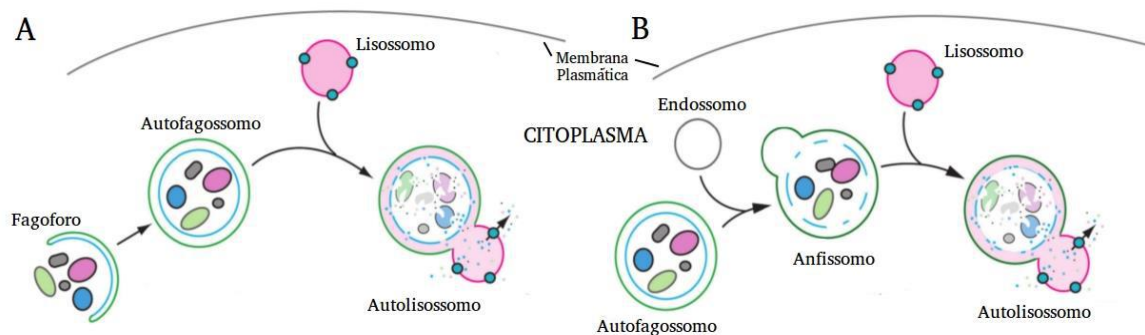 A
Lisossomo
Autofagossomo
Fagoforo
Autolisossomo
Membrana
Plasmática
CITOPLASMA
B
Lisossomo
Endossomo
Anfissomo
Autofagossomo
Autolisossomo